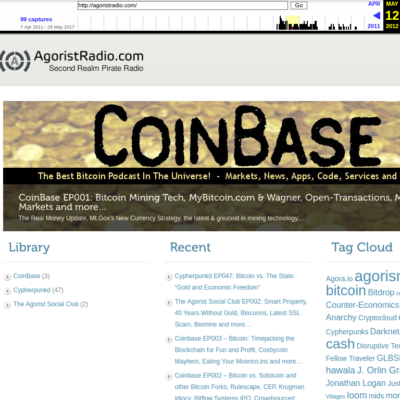 http://agoristradio.com/ Go APR MAY
99 captures
7 Apr 2011 - 29 May 2017
12
2011 2012
AgoristRadio.com
Second Realm Pirate Radio
COINBASE
The Best Bitcoin Podcast In The Universe! - Markets, News, Apps, Code, Services and
CoinBase EP001: Bitcoin Mining Tech, MyBitcoin.com & Wagner, Open-Transactions, M
Markets and more...
The Real Money Update, Mt.Gox's New Currency Strategy, the latest & greatest in mining technology,...
Library
CoinBase (3)
Cypherpunkd (47)
The Agorist Social Club (2)
Recent
Cypherpunkd EP047: Bitcoin vs. The State:
"Gold and Economic Freedom"
The Agorist Social Club EP002: Smart Property,
40 Years Without Gold, Biocurious, Latest SSL
Scam, Biomine and more…
Coinbase EP003 – Bitcoin: Timejacking the
Blockchain for Fun and Profit, Cosbycoin
Mayhem, Eating Your Moonco.ins and more…
Coinbase EP002 – Bitcoin vs. Solidcoin and
other Bitcoin Forks, Rulescape, CEP, Krugman
Idiocy, Bitflow Systems IPO, Crowdsourced
Tag Cloud
Agora.io agoris
bitcoin Bitdrop
Counter-Economics
Anarchy Cryptocloud
Cypherpunks Darknet
cash Disruptive Te
Fellow Traveler GLBS
hawala J. Orlin Gra
Jonathan Logan Just
Villages loom mids mo